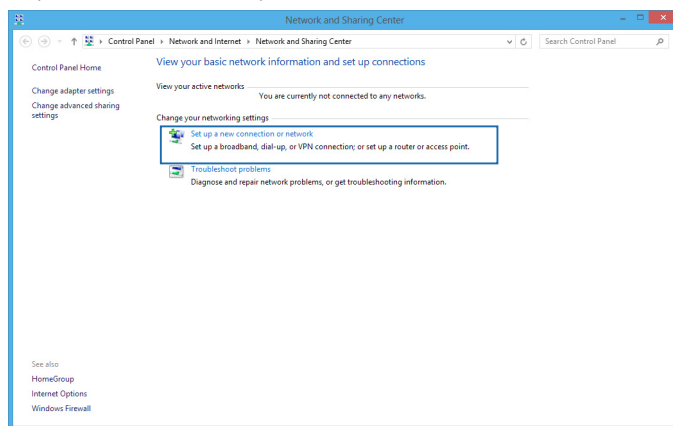 Network and Sharing Center
Control Panel Network and Internet Network and Sharing Center
Search Control Panel
Control Panel Home
Change adapter settings
Change advanced sharing
settings
View your basic network information and set up connections
View your active networks
You are currently not connected to any networks.
Change your networking settings
Set up a new connection or network
Set up a broadband, dial-up, or VPN connection; or set up a router or access point.
Troubleshoot problems
Diagnose and repair network problems, or get troubleshooting information.
See also
HomeGroup
Internet Options
Windows Firewall